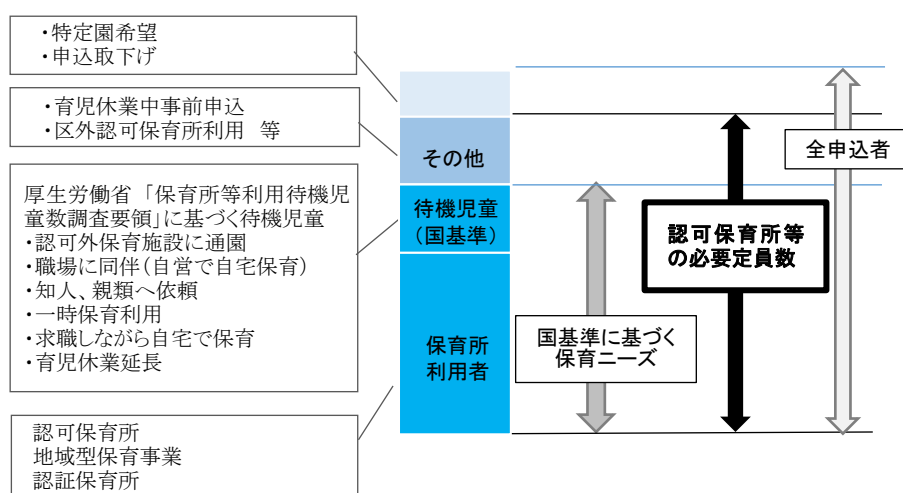 ・特定園希望
・申込取下げ
・育児休業中事前申込
・区外認可保育所利用 等
厚生労働省 「保育所等利用待機児
童数調査要領」に基づく待機児童
・認可外保育施設に通園
・職場に同伴(自営で自宅保育)
・知人、親類へ依頼
・一時保育利用
・求職しながら自宅で保育
・育児休業延長
認可保育所
地域型保育事業
認証保育所
その他
待機児童
(国基準)
保育所
利用者
国基準に基づく
保育ニーズ
認可保育所等
の必要定員数
全申込者